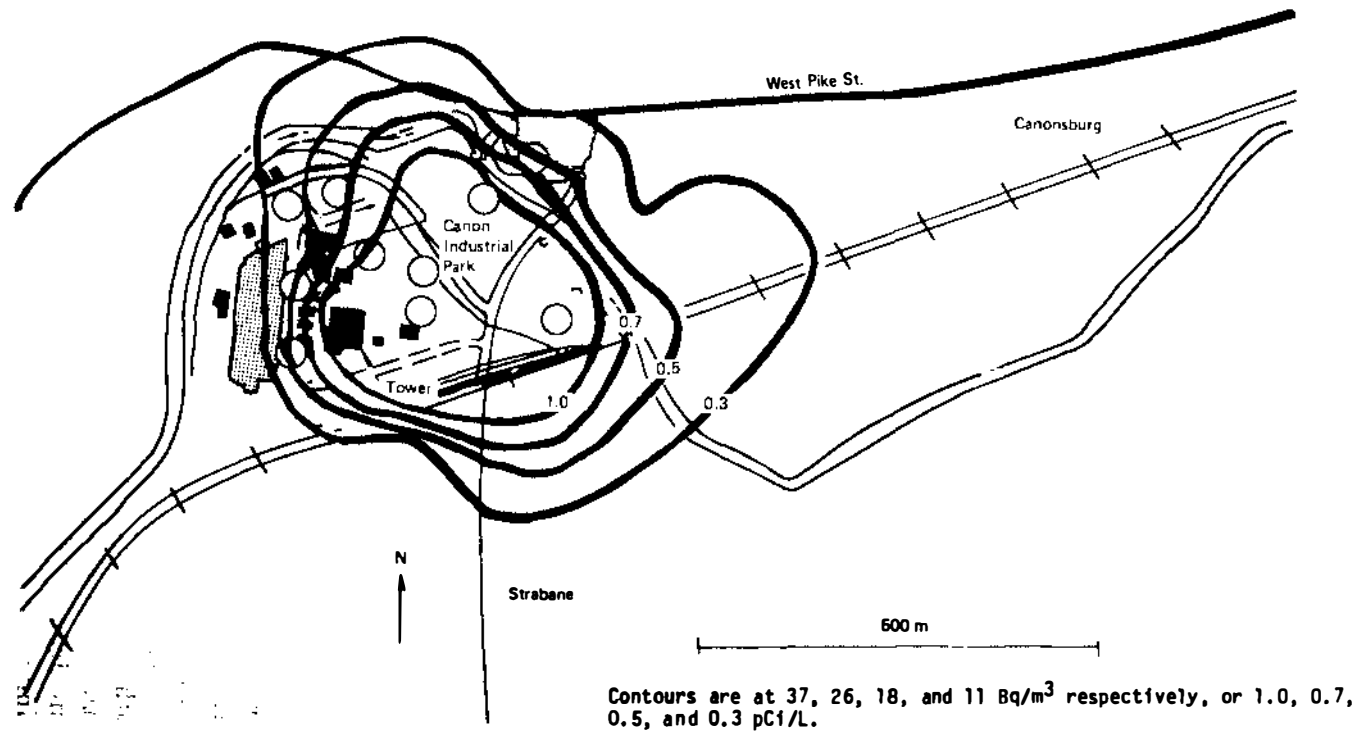 West Pike St.
Canonsburg
Canon
Industrial
Park
0.7
0.5
Tower
1.0
0.3
N
Strabane
600 m
Contours are at 37, 26, 18, and 11 Bq/m³ respectively, or 1.0, 0.7,
0.5, and 0.3 pCi/L.